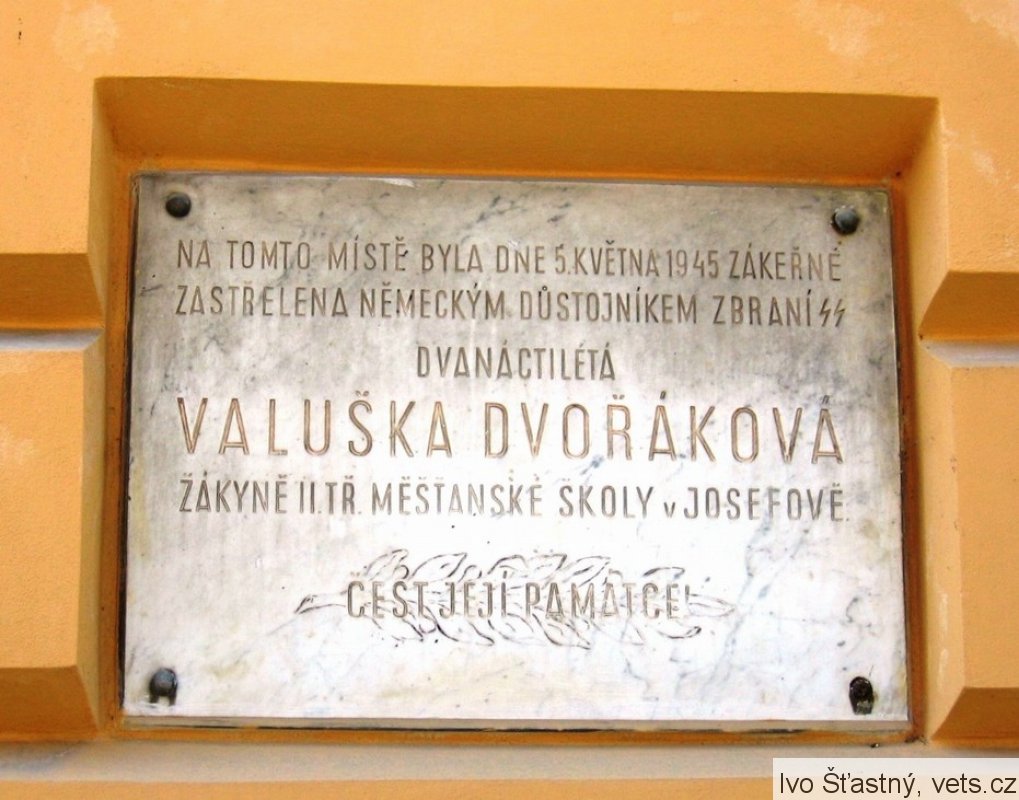 NA TOMTO MÍSTĚ BYLA DNE 5. KVĚTNA 1945 ZÁKEŘNĚ
ZASTŘELENA NĚMECKÝM DŮSTOJNÍKEM ZBRANÍ SS
DVANÁCTILETÁ
VALUŠKA DVOŘÁKOVÁ
ŽÁKYNĚ II. TŘ. MĚŠŤANSKÉ ŠKOLY v JOSEFOVĚ.
ČEST JEJÍ PAMÁTCE!
Ivo Šťastný, vets.cz